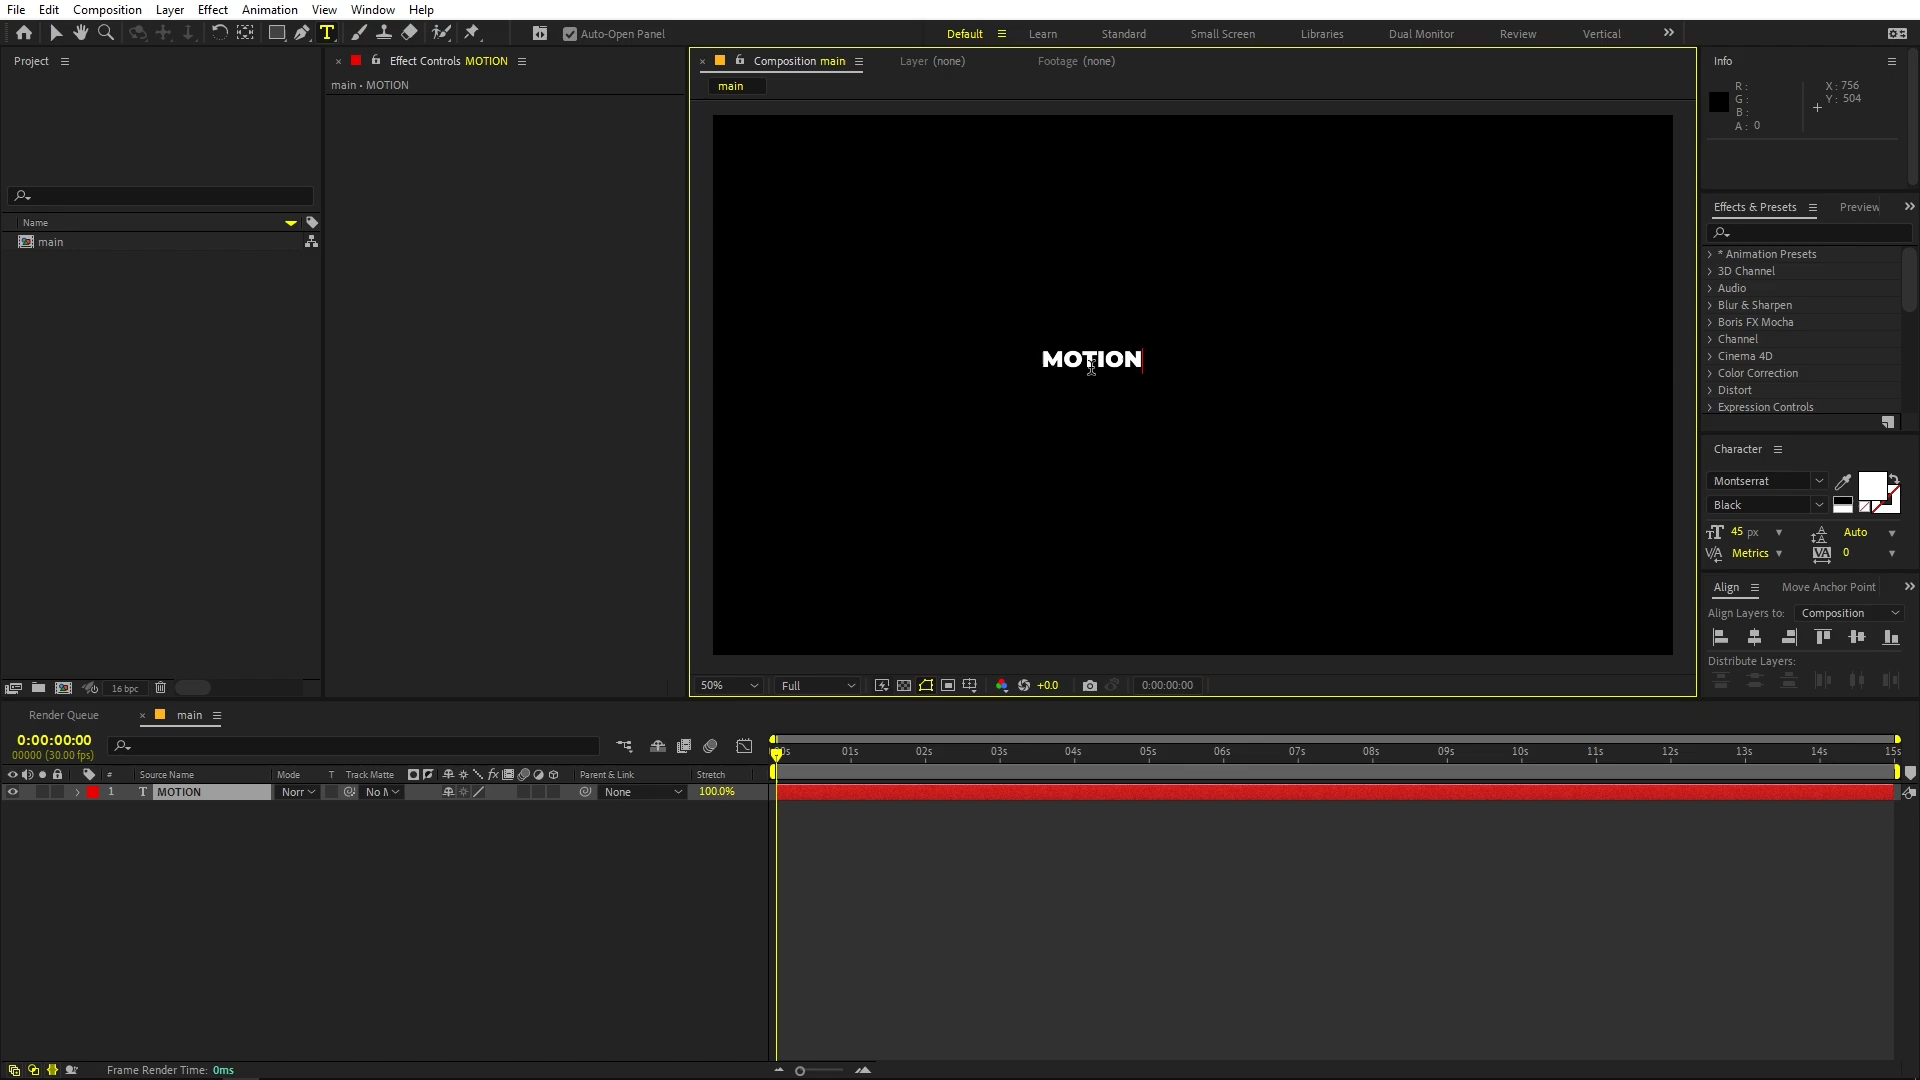 File Edit Composition Layer Effect Animation View Window Help
Auto-Open Panel Default Learn Standard Small Screen Libraries Dual Monitor Review Vertical
Project
Name
main
16 bpc
Effect Controls MOTION
main • MOTION
Composition main Layer (none) Footage (none)
main
MOTION
50% Full +0.0 0:00:00:00
Info
R :
G :
B :
A : 0
X : 756
Y : 504
Effects & Presets Preview
* Animation Presets
3D Channel
Audio
Blur & Sharpen
Boris FX Mocha
Channel
Cinema 4D
Color Correction
Distort
Expression Controls
Character
Montserrat
Black
45 px Auto
Metrics 0
Align Move Anchor Point
Align Layers to: Composition
Distribute Layers:
Render Queue main
0:00:00:00
00000 (30.00 fps)
0s 01s 02s 03s 04s 05s 06s 07s 08s 09s 10s 11s 12s 13s 14s 15s
# Source Name Mode T Track Matte fx Parent & Link Stretch
1 T MOTION Norr No M None 100.0%
Frame Render Time: 0ms